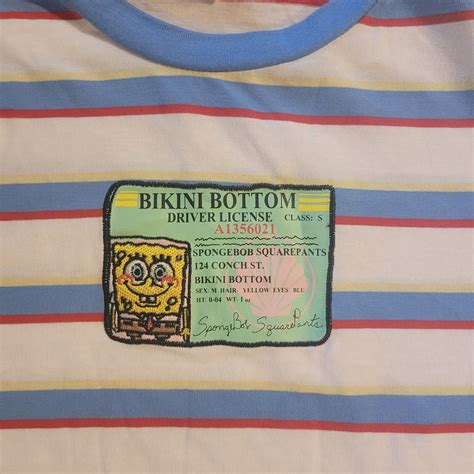 BIKINI BOTTOM
DRIVER LICENSE CLASS: S
A1356021
SPONGEBOB SQUAREPANTS
124 CONCH ST.
BIKINI BOTTOM
SEX: M HAIR: YELLOW EYES- BLU
HT: 0-04 WT: 1 oz
SpongeBob SquarePants